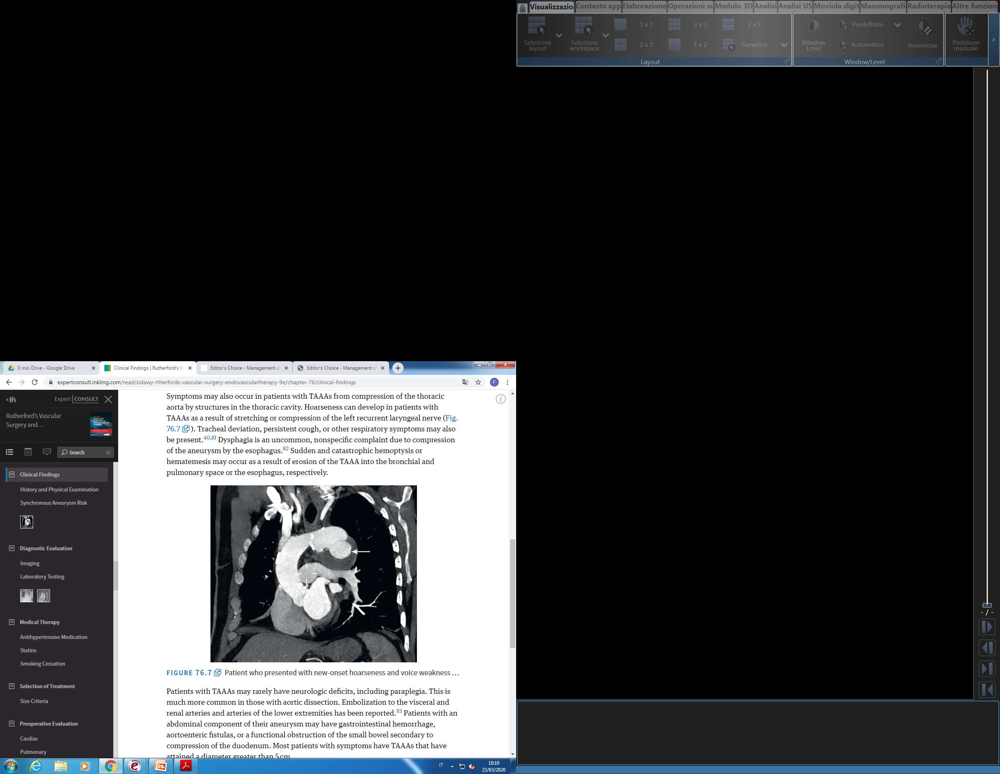 Visualizzazio Contesto app Elaborazione Operazioni su Modulo 3D Analisi Analisi US Moviola digit Mammografi Radioterapia Altre funzion
Selezione layout
Selezione workspace
1 x 1
3 x 3
2 x 1
2 x 2
1 x 2
Generico
Layout
Window Level
Predefinito
Automatico
Inversione
Window/Level
Posizione manuale
- / -
Il mio Drive - Google Drive
Clinical Findings | Rutherford's Va
Editor's Choice - Management of
Editor's Choice - Management of
expertconsult.inkling.com/read/sidawy-rtherfords-vascular-surgery-endovasculartherapy-9e/chapter-76/clinical-findings
F
Expert CONSULT
Rutherford's Vascular
Surgery and...
Search
Clinical Findings
History and Physical Examination
Synchronous Aneurysm Risk
Diagnostic Evaluation
Imaging
Laboratory Testing
Medical Therapy
Antihypertensive Medication
Statins
Smoking Cessation
Selection of Treatment
Size Criteria
Preoperative Evaluation
Cardiac
Pulmonary
Symptoms may also occur in patients with TAAAs from compression of the thoracic
aorta by structures in the thoracic cavity. Hoarseness can develop in patients with
TAAAs as a result of stretching or compression of the left recurrent laryngeal nerve (Fig.
76.7 ). Tracheal deviation, persistent cough, or other respiratory symptoms may also
be present.40,81 Dysphagia is an uncommon, nonspecific complaint due to compression
of the aneurysm by the esophagus.82 Sudden and catastrophic hemoptysis or
hematemesis may occur as a result of erosion of the TAAA into the bronchial and
pulmonary space or the esophagus, respectively.
FIGURE 76.7 Patient who presented with new-onset hoarseness and voice weakness ...
Patients with TAAAs may rarely have neurologic deficits, including paraplegia. This is
much more common in those with aortic dissection. Embolization to the visceral and
renal arteries and arteries of the lower extremities has been reported.83 Patients with an
abdominal component of their aneurysm may have gastrointestinal hemorrhage,
aortoenteric fistulas, or a functional obstruction of the small bowel secondary to
compression of the duodenum. Most patients with symptoms have TAAAs that have
attained a diameter greater than 5 cm
IT
10:10
23/03/2020